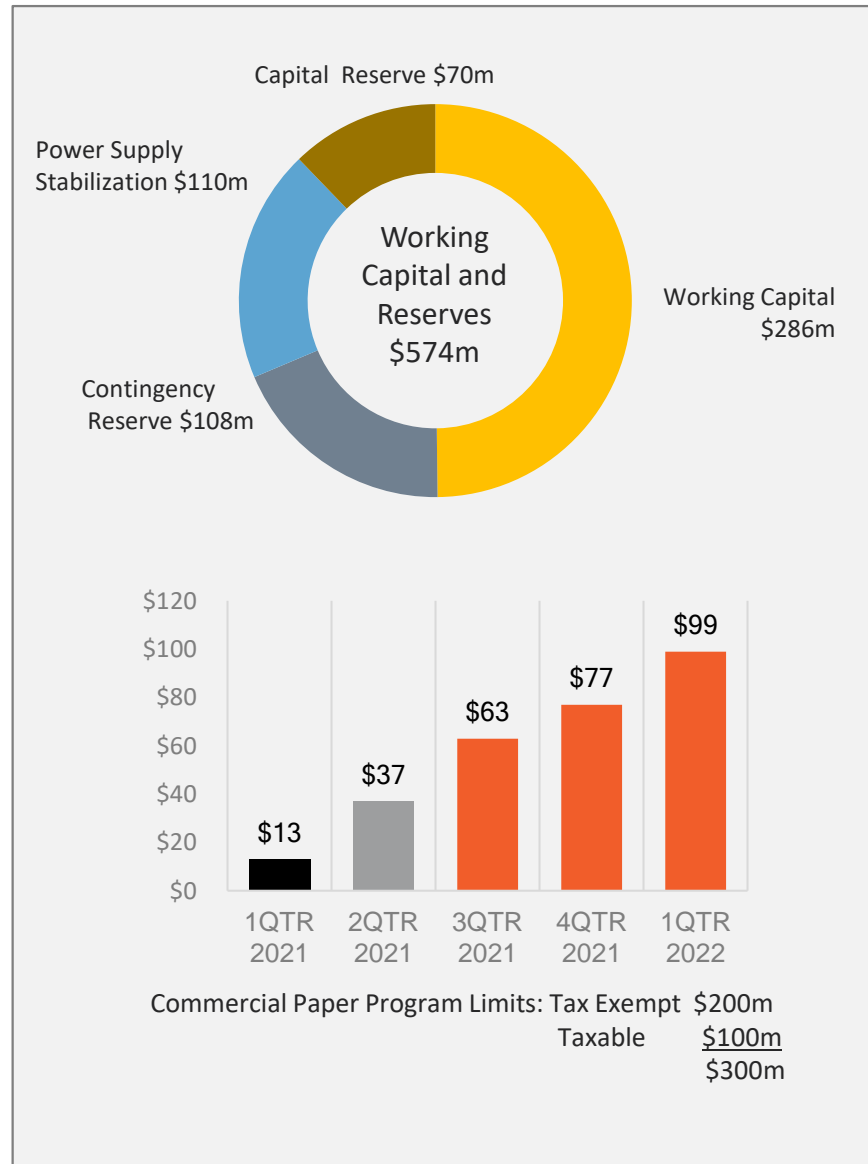 Capital Reserve $70m
Power Supply
Stabilization $110m
Working
Capital and
Reserves
$574m
Working Capital
$286m
Contingency
Reserve $108m
$120
$100
$80
$60
$40
$20
$0
$13
$37
$63
$77
$99
1QTR
2021
2QTR
2021
3QTR
2021
4QTR
2021
1QTR
2022
Commercial Paper Program Limits: Tax Exempt $200m
Taxable $100m
$300m